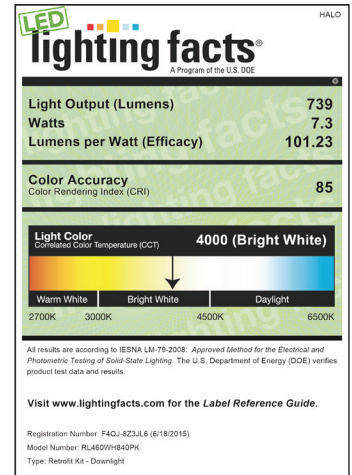 HALO
LED
lighting facts®
A Program of the U.S. DOE
Light Output (Lumens) 739
Watts 7.3
Lumens per Watt (Efficacy) 101.23
Color Accuracy
Color Rendering Index (CRI) 85
Light Color
Correlated Color Temperature (CCT) 4000 (Bright White)
Warm White Bright White Daylight
2700K 3000K 4500K 6500K
All results are according to IESNA LM-79-2008: Approved Method for the Electrical and
Photometric Testing of Solid-State Lighting. The U.S. Department of Energy (DOE) verifies
product test data and results.
Visit www.lightingfacts.com for the Label Reference Guide.
Registration Number: F4QJ-8Z3JL6 (6/18/2015)
Model Number: RL460WH840PK
Type: Retrofit Kit - Downlight